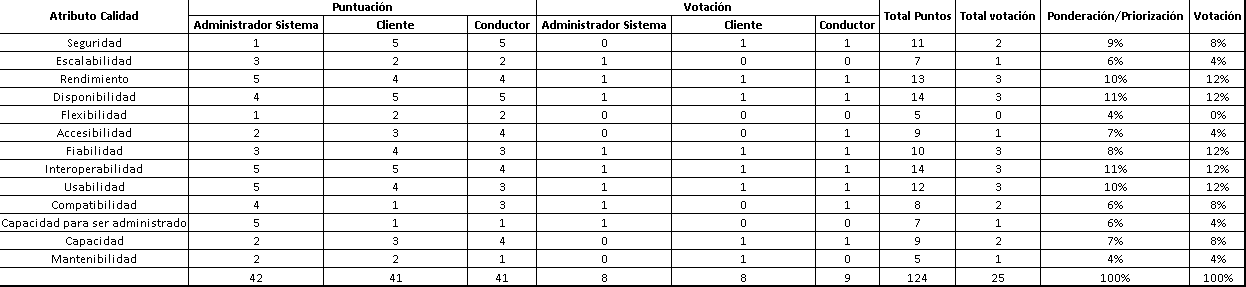 Atributo Calidad Puntuación Votación Total Puntos Total votación Ponderación/Priorización Votación
Administrador Sistema Cliente Conductor Administrador Sistema Cliente Conductor
Seguridad 1 5 5 0 1 1 11 2 9% 8%
Escalabilidad 3 2 2 1 0 0 7 1 6% 4%
Rendimiento 5 4 4 1 1 1 13 3 10% 12%
Disponibilidad 4 5 5 1 1 1 14 3 11% 12%
Flexibilidad 1 2 2 0 0 0 5 0 4% 0%
Accesibilidad 2 3 4 0 0 1 9 1 7% 4%
Fiabilidad 3 4 3 1 1 1 10 3 8% 12%
Interoperabilidad 5 5 4 1 1 1 14 3 11% 12%
Usabilidad 5 4 3 1 1 1 12 3 10% 12%
Compatibilidad 4 1 3 1 0 1 8 2 6% 8%
Capacidad para ser administrado 5 1 1 1 0 0 7 1 6% 4%
Capacidad 2 3 4 0 1 1 9 2 7% 8%
Mantenibilidad 2 2 1 0 1 0 5 1 4% 4%
42 41 41 8 8 9 124 25 100% 100%